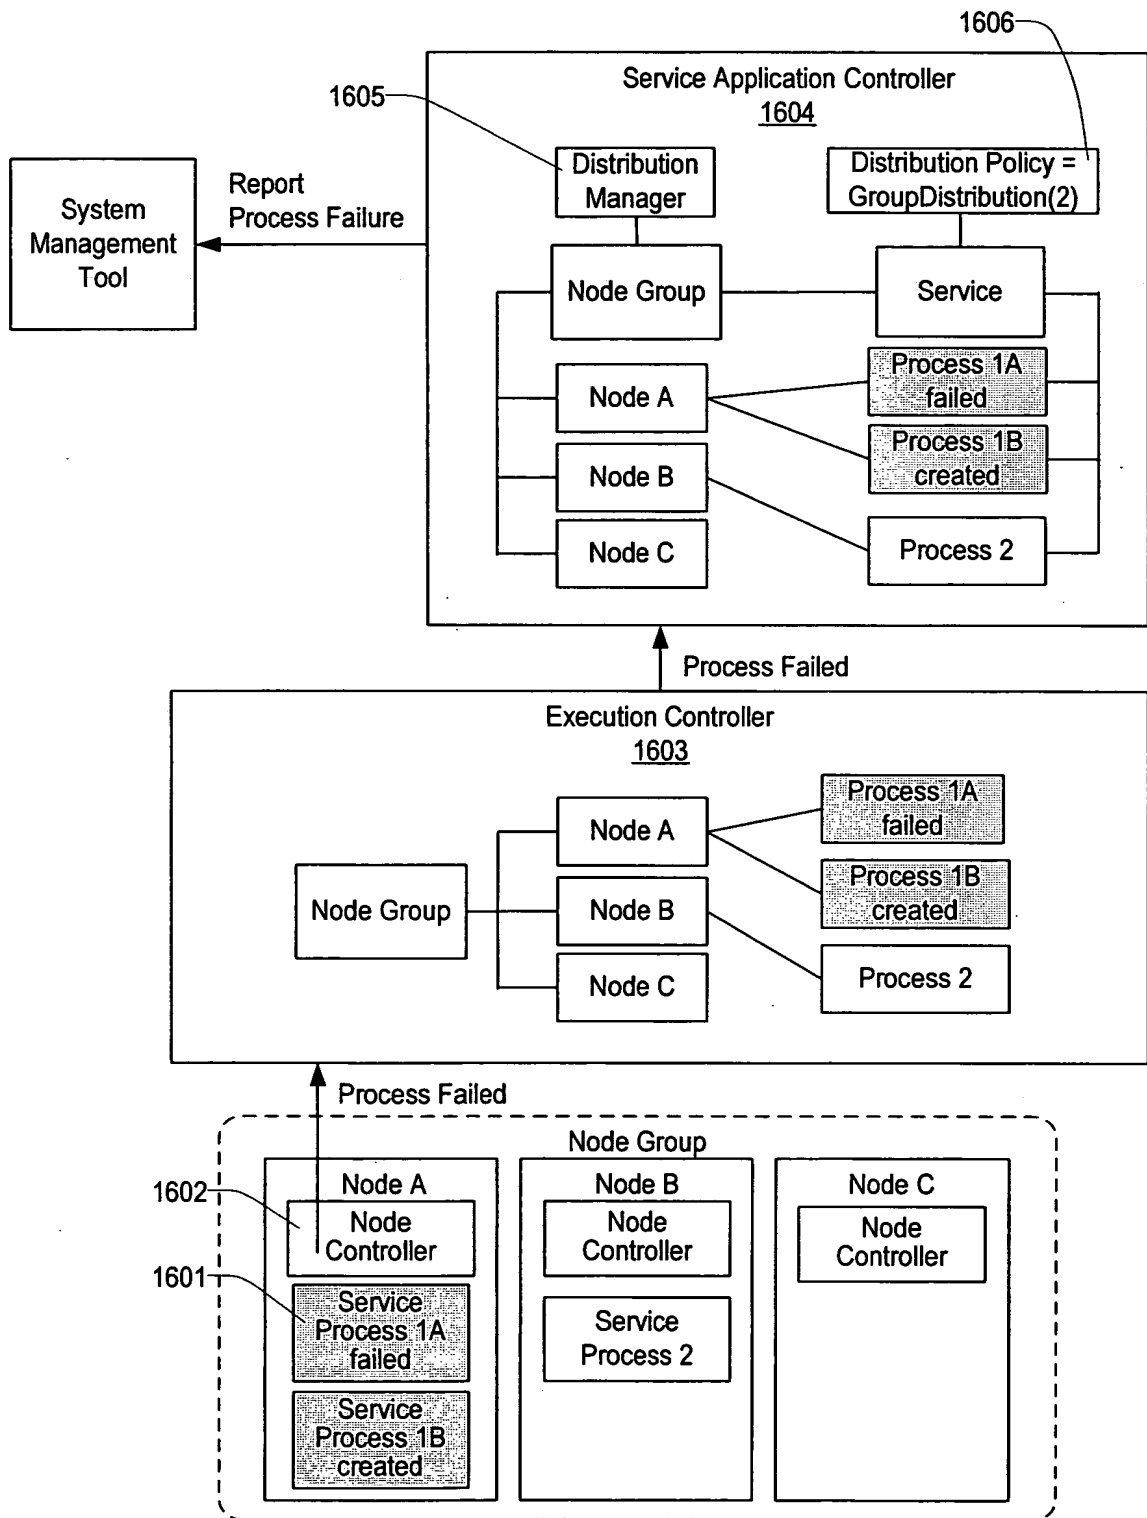 1606
Service Application Controller
1604
1605
Distribution
Manager
Distribution Policy =
GroupDistribution(2)
System
Management
Tool
Report
Process Failure
Node Group
Service
Node A
Process 1A
failed
Process 1B
created
Node B
Node C
Process 2
Process Failed
Execution Controller
1603
Node Group
Node A
Process 1A
failed
Process 1B
created
Node B
Node C
Process 2
Process Failed
Node Group
Node A
1602
Node
Controller
1601
Service
Process 1A
failed
Service
Process 1B
created
Node B
Node
Controller
Service
Process 2
Node C
Node
Controller